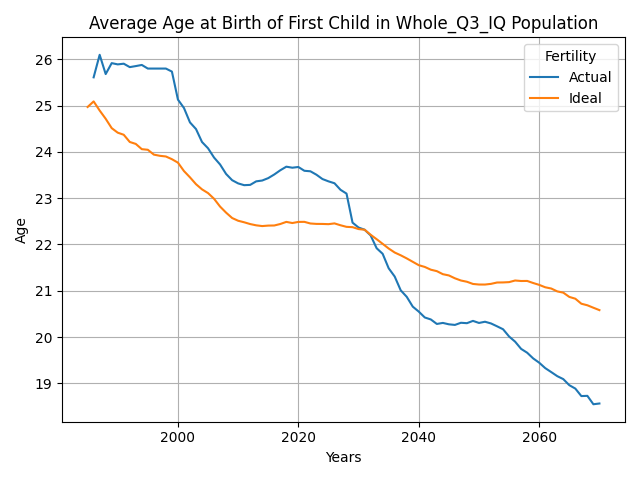 Average Age at Birth of First Child in Whole_Q3_IQ Population
Fertility
Actual
Ideal
Age
26
25
24
23
22
21
20
19
2000
2020
2040
2060
Years